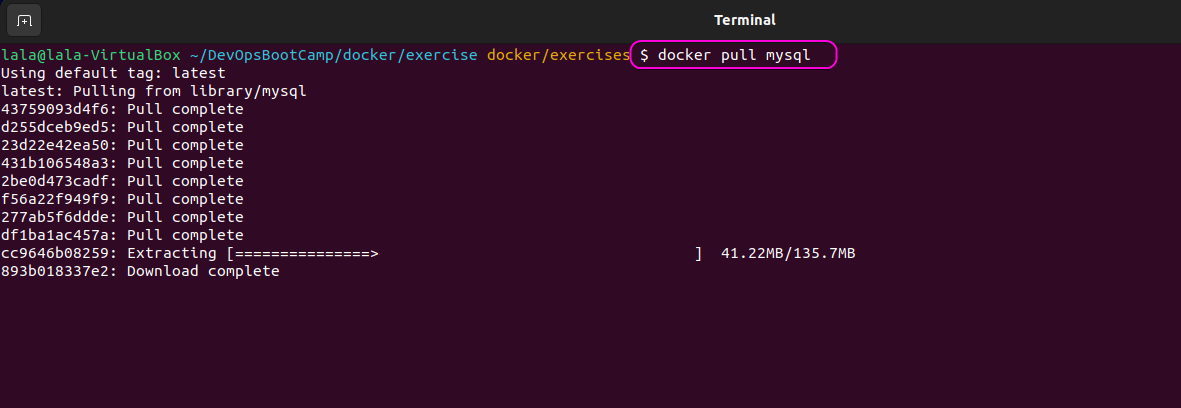 Terminal
lala@lala-VirtualBox ~/DevOpsBootCamp/docker/exercise docker/exercises $ docker pull mysql
Using default tag: latest
latest: Pulling from library/mysql
43759093d4f6: Pull complete
d255dceb9ed5: Pull complete
23d22e42ea50: Pull complete
431b106548a3: Pull complete
2be0d473cadf: Pull complete
f56a22f949f9: Pull complete
277ab5f6ddde: Pull complete
df1ba1ac457a: Pull complete
cc9646b08259: Extracting [===============>                                   ]  41.22MB/135.7MB
893b018337e2: Download complete